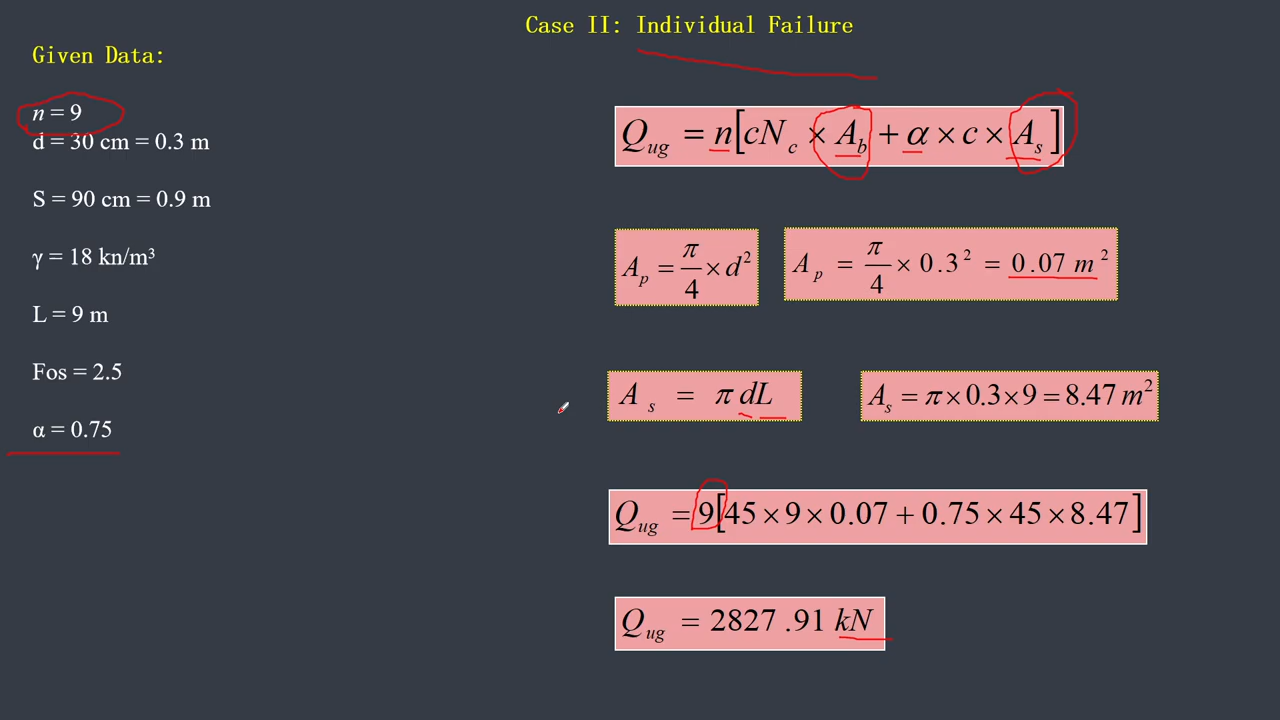 Case II: Individual Failure
Given Data:
n = 9
d = 30 cm = 0.3 m
S = 90 cm = 0.9 m
γ = 18 kn/m³
L = 9 m
Fos = 2.5
α = 0.75
Q_ug = n[cN_c × A_b + α × c × A_s]
A_p = π/4 × d²
A_p = π/4 × 0.3² = 0.07 m²
A_s = πdL
A_s = π×0.3×9 = 8.47 m²
Q_ug = 9[45×9×0.07 + 0.75×45×8.47]
Q_ug = 2827.91 kN